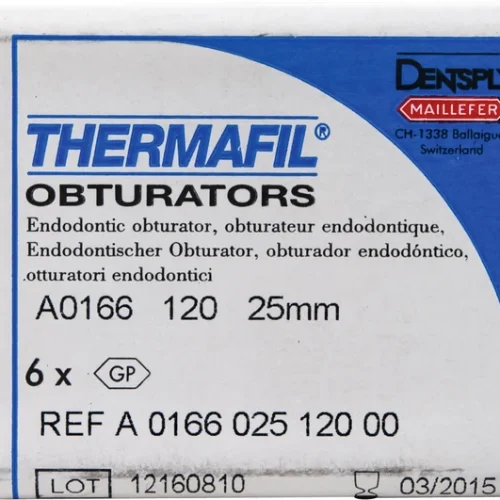 DENTSPLY
MAILLEFER
CH-1338 Ballaigue
Switzerland
THERMAFIL®
OBTURATORS
Endodontic obturator, obturateur endodontique,
Endodontischer Obturator, obturador endodóntico,
.otturatori endodontici
A0166 120 25mm
6 x GP
REF A 0166 025 120 00
LOT 12160810 03/2015